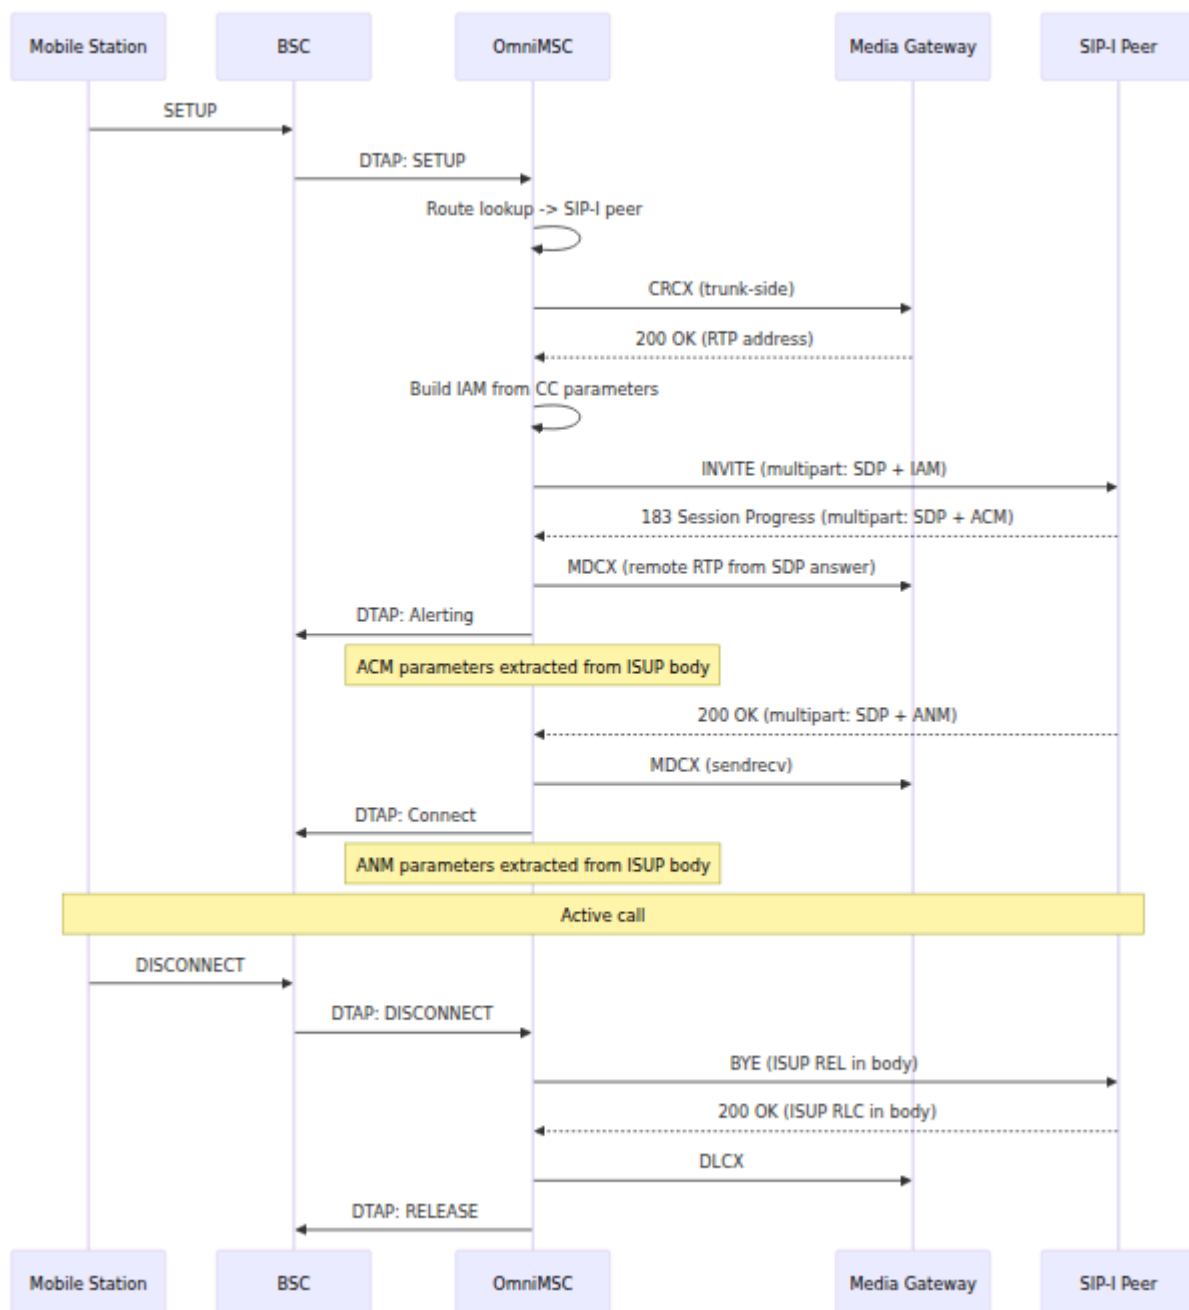 Mobile Station
BSC
OmniMSC
Media Gateway
SIP-I Peer
SETUP
DTAP: SETUP
Route lookup -> SIP-I peer
CRCX (trunk-side)
200 OK (RTP address)
Build IAM from CC parameters
INVITE (multipart: SDP + IAM)
183 Session Progress (multipart: SDP + ACM)
MDCX (remote RTP from SDP answer)
DTAP: Alerting
ACM parameters extracted from ISUP body
200 OK (multipart: SDP + ANM)
MDCX (sendrecv)
DTAP: Connect
ANM parameters extracted from ISUP body
Active call
DISCONNECT
DTAP: DISCONNECT
BYE (ISUP REL in body)
200 OK (ISUP RLC in body)
DLCX
DTAP: RELEASE
Mobile Station
BSC
OmniMSC
Media Gateway
SIP-I Peer